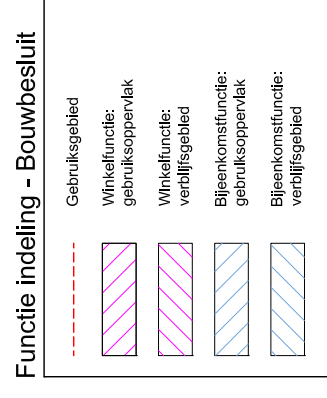 Functie indeling - Bouwbesluit
Gebruiksgebied
Winkelfunctie:
gebruiksoppervlak
Winkelfunctie:
verblijfsgebied
Bijeenkomstfunctie:
gebruiksoppervlak
Bijeenkomstfunctie:
verblijfsgebied